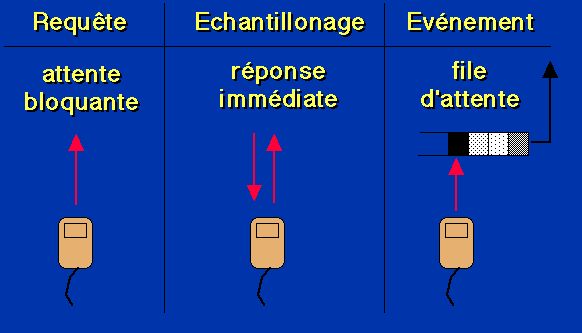 Requête
Echantillonage
Evénement
attente
bloquante
réponse
immédiate
file
d'attente